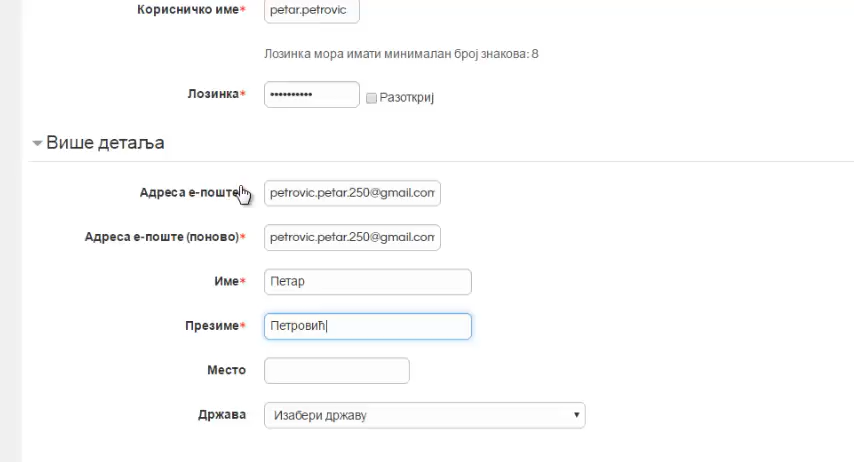 Корисничко име* petar.petrovic
Лозинка мора имати минималан број знакова: 8
Лозинка* •••••••••• Разоткриј
Више детаља
Адреса е-поште petrovic.petar.250@gmail.com
Адреса е-поште (поново)* petrovic.petar.250@gmail.com
Име* Петар
Презиме* Петровић
Место
Држава Изабери државу